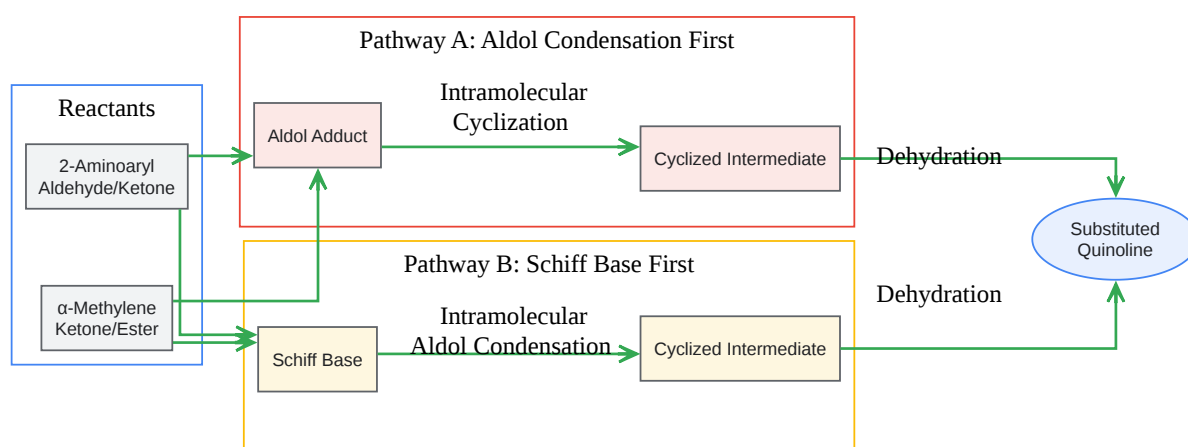 Pathway A: Aldol Condensation First
Reactants
2-Aminoaryl
Aldehyde/Ketone
α-Methylene
Ketone/Ester
Aldol Adduct
Intramolecular
Cyclization
Cyclized Intermediate
Dehydration
Pathway B: Schiff Base First
Schiff Base
Intramolecular
Aldol Condensation
Cyclized Intermediate
Dehydration
Substituted
Quinoline